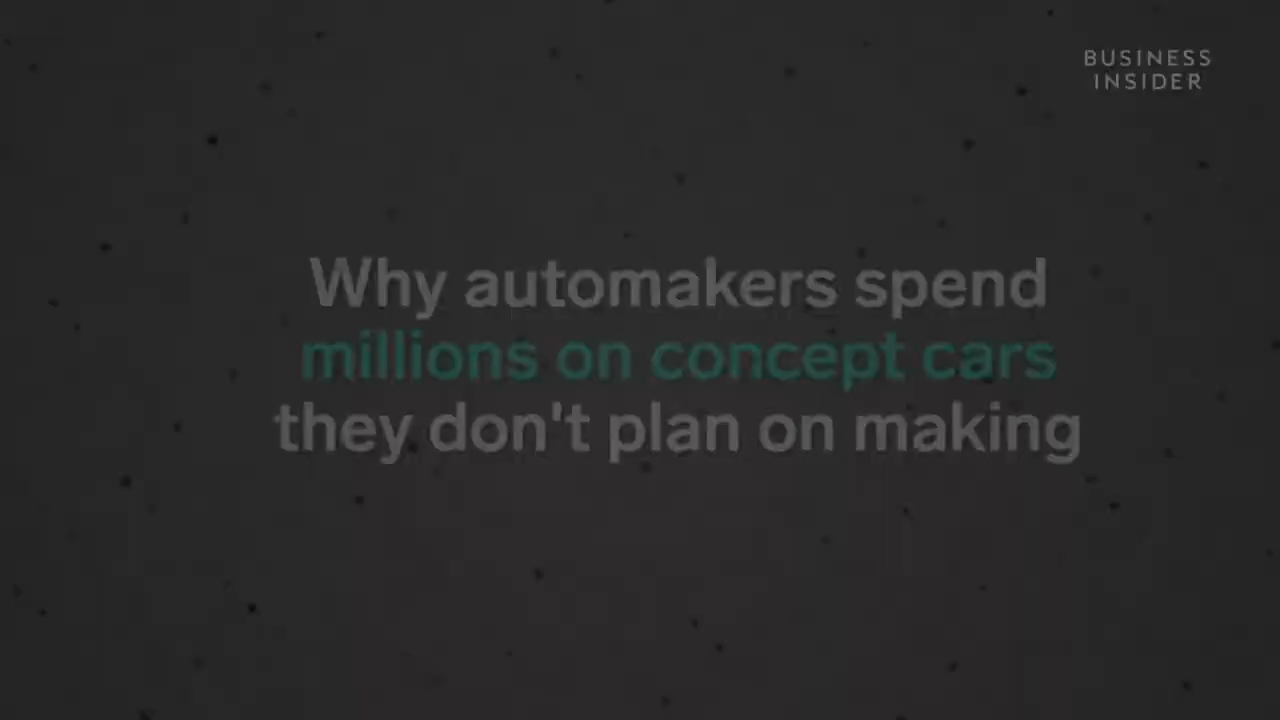 BUSINESS
INSIDER
Why automakers spend
millions on concept cars
they don't plan on making